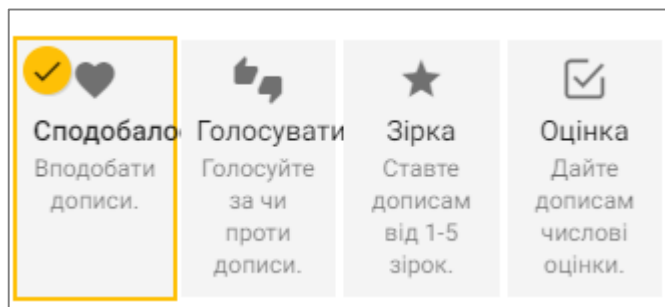 Сподобало
Вподобати
дописи.
Голосувати
Голосуйте
за чи
проти
дописи.
Зірка
Ставте
дописам
від 1-5
зірок.
Оцінка
Дайте
дописам
числові
оцінки.